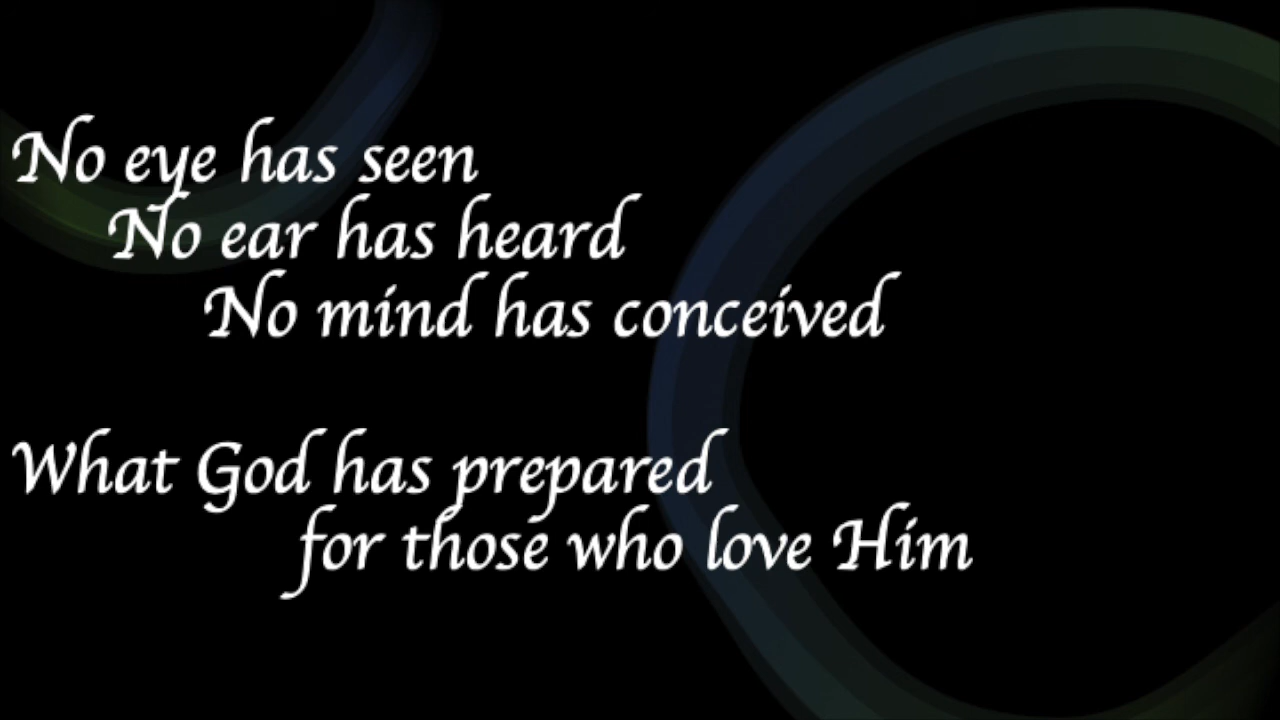 No eye has seen
No ear has heard
No mind has conceived
What God has prepared
for those who love Him